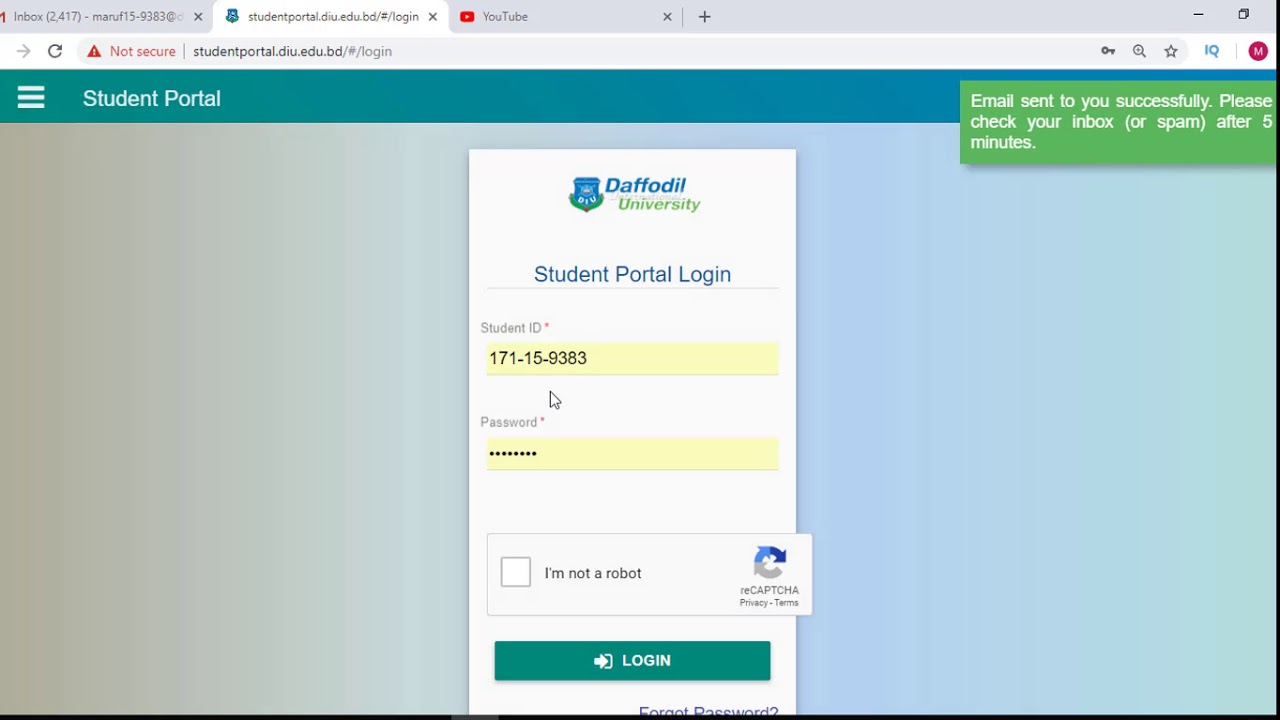 Inbox (2,417) - maruf15-9383@
studentportal.diu.edu.bd/#/login
YouTube
Not secure
studentportal.diu.edu.bd/#/login
IQ
M
Student Portal
Email sent to you successfully. Please
check your inbox (or spam) after 5
minutes.
Daffodil
International
University
DIU
Student Portal Login
Student ID *
171-15-9383
Password *
••••••••
I'm not a robot
reCAPTCHA
Privacy - Terms
LOGIN
Forgot Password?